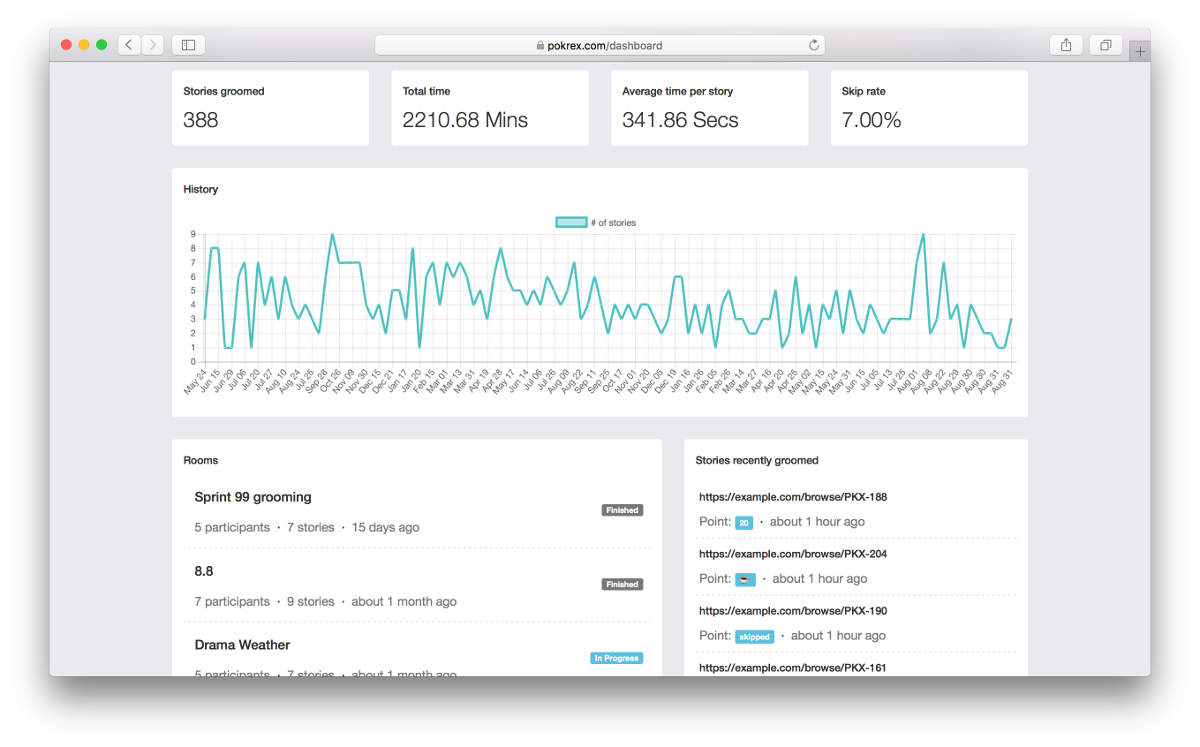 pokrex.com/dashboard
Stories groomed
388
Total time
2210.68 Mins
Average time per story
341.86 Secs
Skip rate
7.00%
History
# of stories
9
8
7
6
5
4
3
2
1
0
May 24 Jun 15 Jun 29 Jul 06 Jul 20 Jul 27 Aug 10 Aug 24 Jul 25 Sep 28 Oct 26 Nov 09 Nov 30 Dec 15 Dec 21 Jan 17 Jan 20 Feb 15 Mar 01 Mar 13 Mar 31 Apr 19 Apr 28 May 17 Jun 14 Jul 06 Jul 26 Aug 09 Aug 22 Sep 11 Sep 25 Oct 17 Nov 01 Nov 20 Dec 05 Dec 19 Jan 16 Jan 26 Feb 05 Feb 26 Mar 14 Mar 27 Apr 16 Apr 20 Apr 25 May 02 May 15 May 24 May 31 Jun 15 Jul 05 Jul 13 Jul 25 Aug 01 Aug 08 Aug 22 Aug 29 Aug 30 Aug 30 Aug 31 Aug 31
Rooms
Sprint 99 grooming
Finished
5 participants · 7 stories · 15 days ago
8.8
Finished
7 participants · 9 stories · about 1 month ago
Drama Weather
In Progress
5 participants · 7 stories · about 1 month ago
Stories recently groomed
https://example.com/browse/PKX-188
Point: 20 · about 1 hour ago
https://example.com/browse/PKX-204
Point: ☕ · about 1 hour ago
https://example.com/browse/PKX-190
Point: skipped · about 1 hour ago
https://example.com/browse/PKX-161